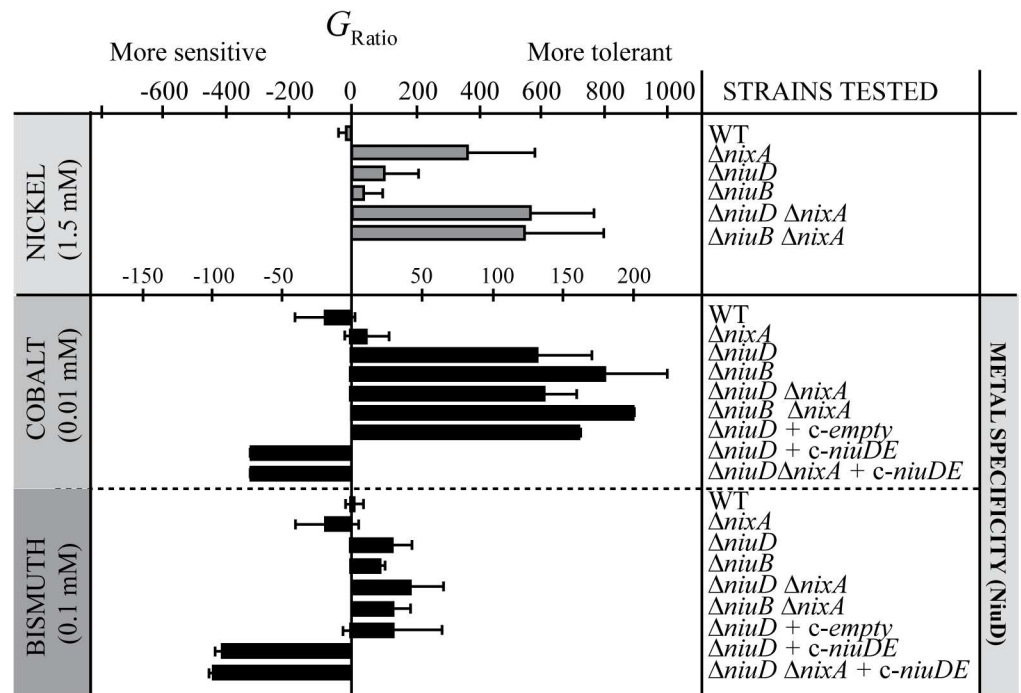 G Ratio
More sensitive More tolerant
-600 -400 -200 0 200 400 600 800 1000 STRAINS TESTED
NICKEL
(1.5 mM)
WT
ΔnixA
ΔniuD
ΔniuB
ΔniuD ΔnixA
ΔniuB ΔnixA
-150 -100 -50 0 50 100 150 200
COBALT
(0.01 mM)
WT
ΔnixA
ΔniuD
ΔniuB
ΔniuD ΔnixA
ΔniuB ΔnixA
ΔniuD + c-empty
ΔniuD + c-niuDE
ΔniuDΔnixA + c-niuDE
BISMUTH
(0.1 mM)
WT
ΔnixA
ΔniuD
ΔniuB
ΔniuD ΔnixA
ΔniuB ΔnixA
ΔniuD + c-empty
ΔniuD + c-niuDE
ΔniuD ΔnixA + c-niuDE
METAL SPECIFICITY (NiuD)